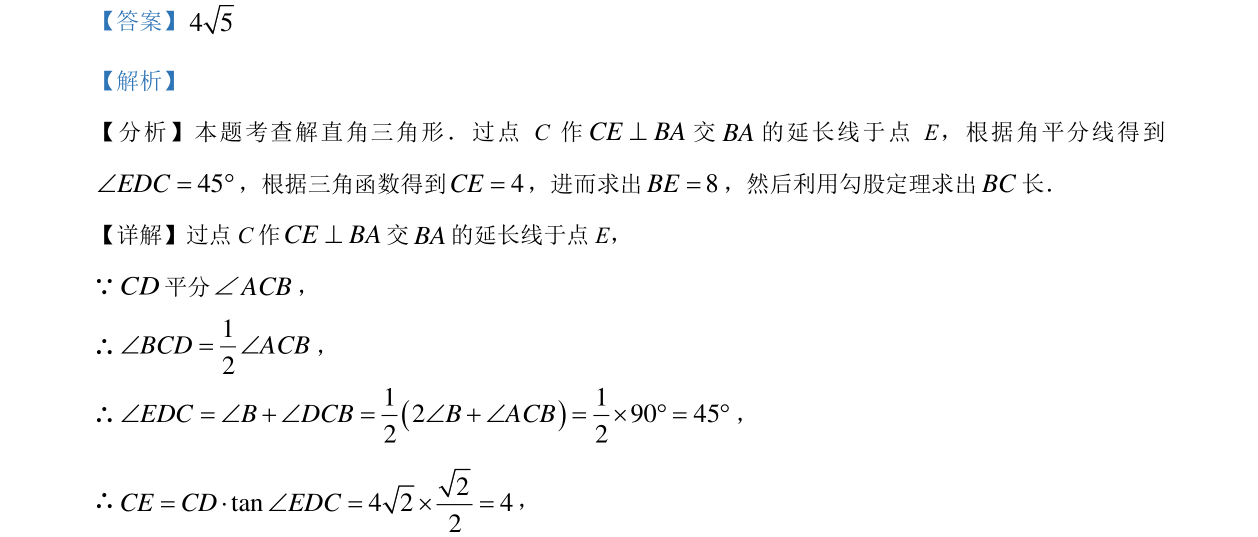 【答案】4√5
【解析】
【分析】本题考查解直角三角形．过点 C 作 CE ⊥ BA 交 BA 的延长线于点 E，根据角平分线得到
∠EDC = 45°，根据三角函数得到 CE = 4，进而求出 BE = 8，然后利用勾股定理求出 BC 长．
【详解】过点 C 作 CE ⊥ BA 交 BA 的延长线于点 E，
∵ CD 平分 ∠ACB，
∴ ∠BCD = 1/2 ∠ACB，
∴ ∠EDC = ∠B + ∠DCB = 1/2 (2∠B + ∠ACB) = 1/2 × 90° = 45°，
∴ CE = CD · tan ∠EDC = 4√2 × √2/2 = 4，